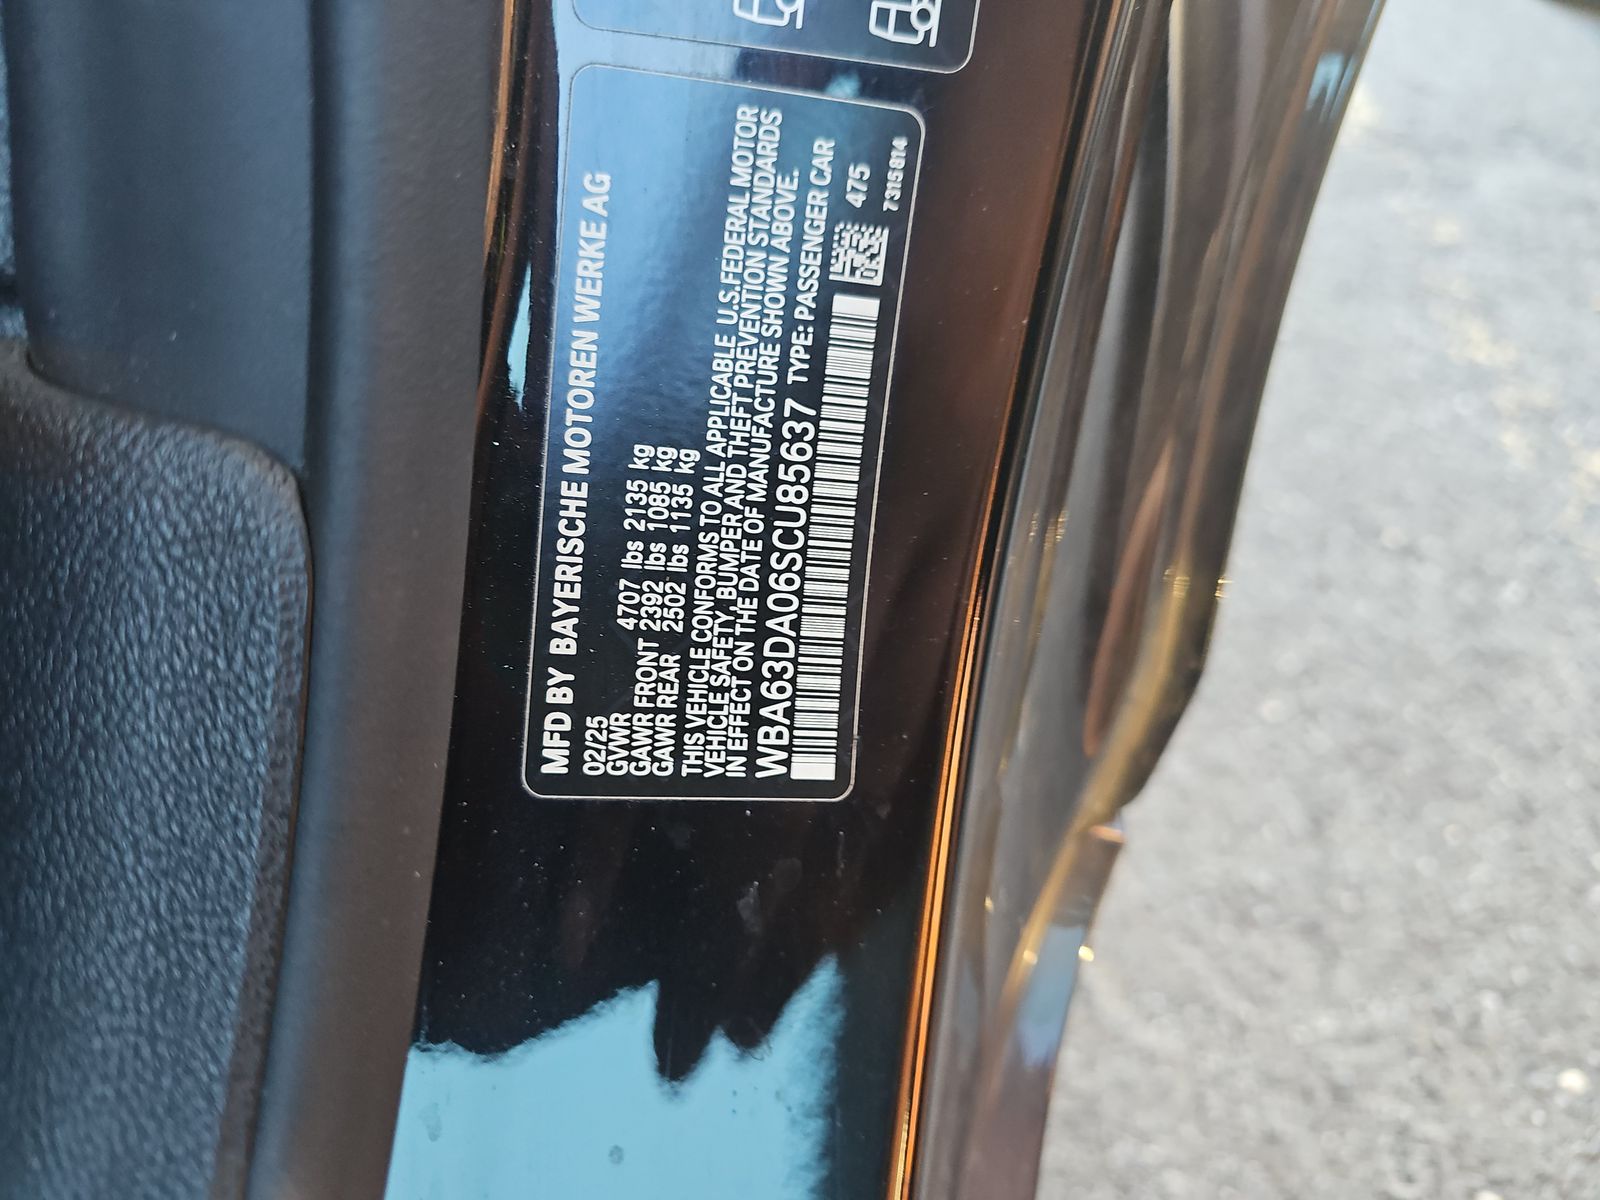 MFD BY BAYERISCHE MOTOREN WERKE AG
02/25
GVWR 4707 lbs 2135 kg
GAWR FRONT 2392 lbs 1085 kg
GAWR REAR 2502 lbs 1135 kg
THIS VEHICLE CONFORMS TO ALL APPLICABLE U.S.FEDERAL MOTOR
VEHICLE SAFETY, BUMPER AND THEFT PREVENTION STANDARDS
IN EFFECT ON THE DATE OF MANUFACTURE SHOWN ABOVE.
WBA63DA06SCU85637 TYPE: PASSENGER CAR
475
7315814